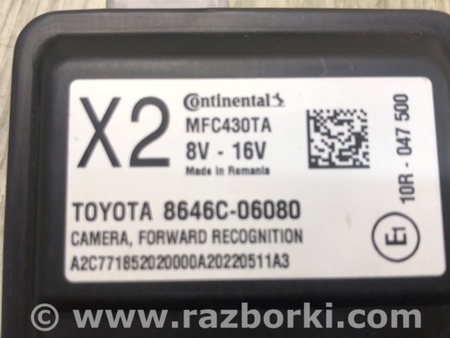 X2
Continental
MFC430TA
8V - 16V
Made in Romania
TOYOTA 8646C-06080
CAMERA, FORWARD RECOGNITION
A2C771852020000A20220511A3
E1
10R - 047 500
© www.razborki.com